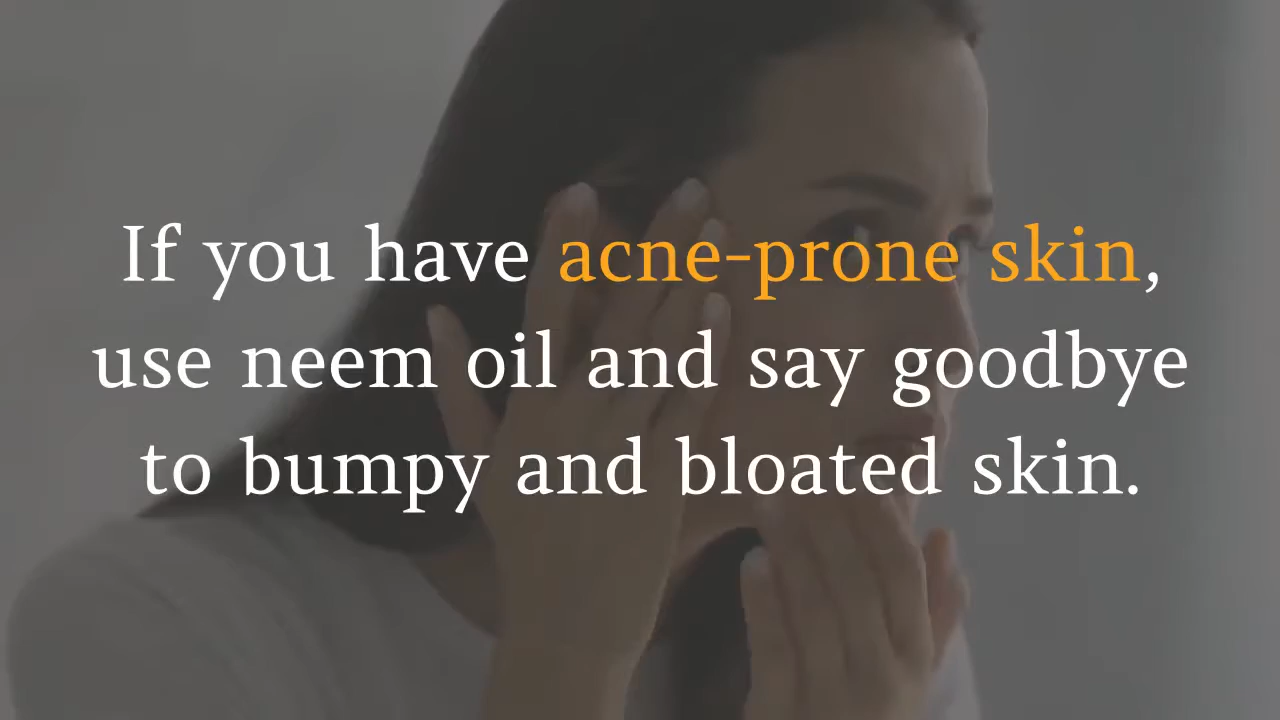 If you have acne-prone skin,
use neem oil and say goodbye
to bumpy and bloated skin.